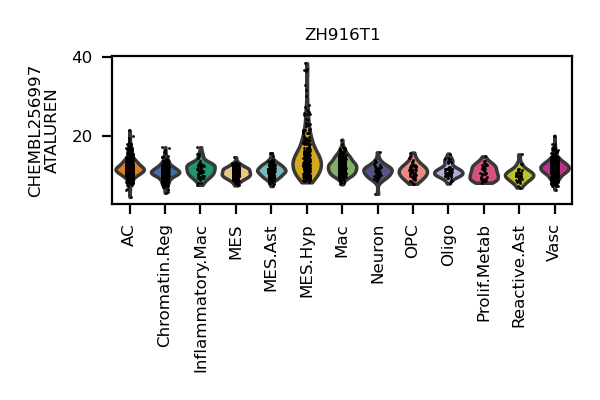 ZH916T1
CHEMBL256997
ATALUREN
40
20
AC
Chromatin.Reg
Inflammatory.Mac
MES
MES.Ast
MES.Hyp
Mac
Neuron
OPC
Oligo
Prolif.Metab
Reactive.Ast
Vasc